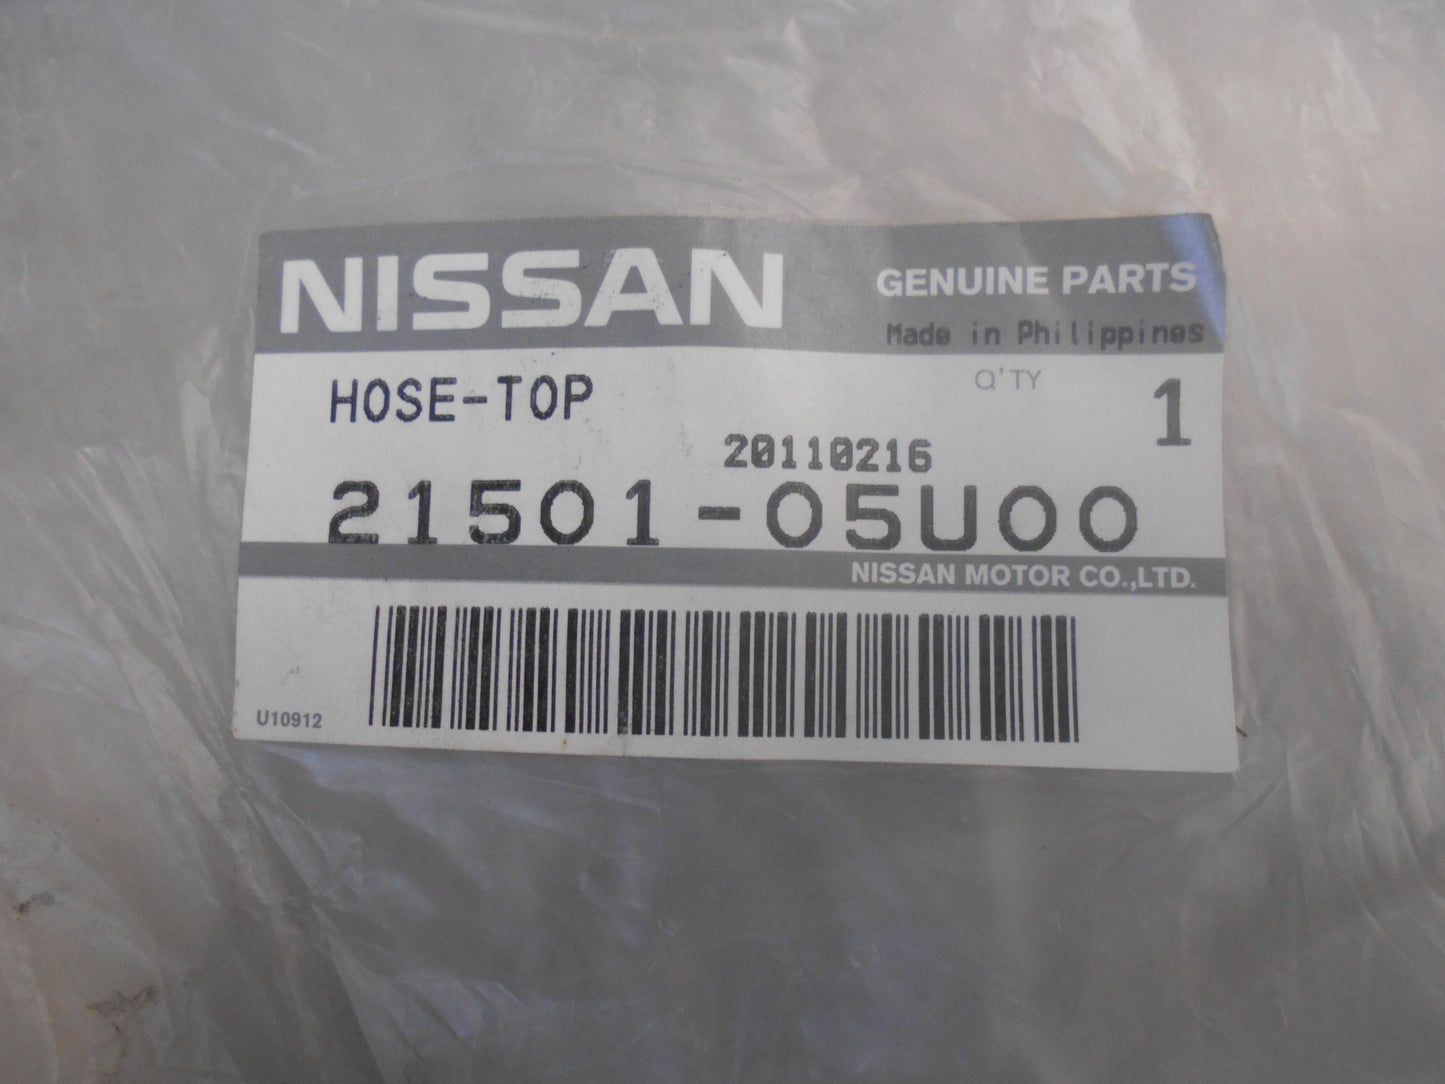 NISSAN
GENUINE PARTS
Made in Philippines
HOSE-TOP
Q'TY 1
20110216
21501-05U00
NISSAN MOTOR CO.,LTD.
U10912